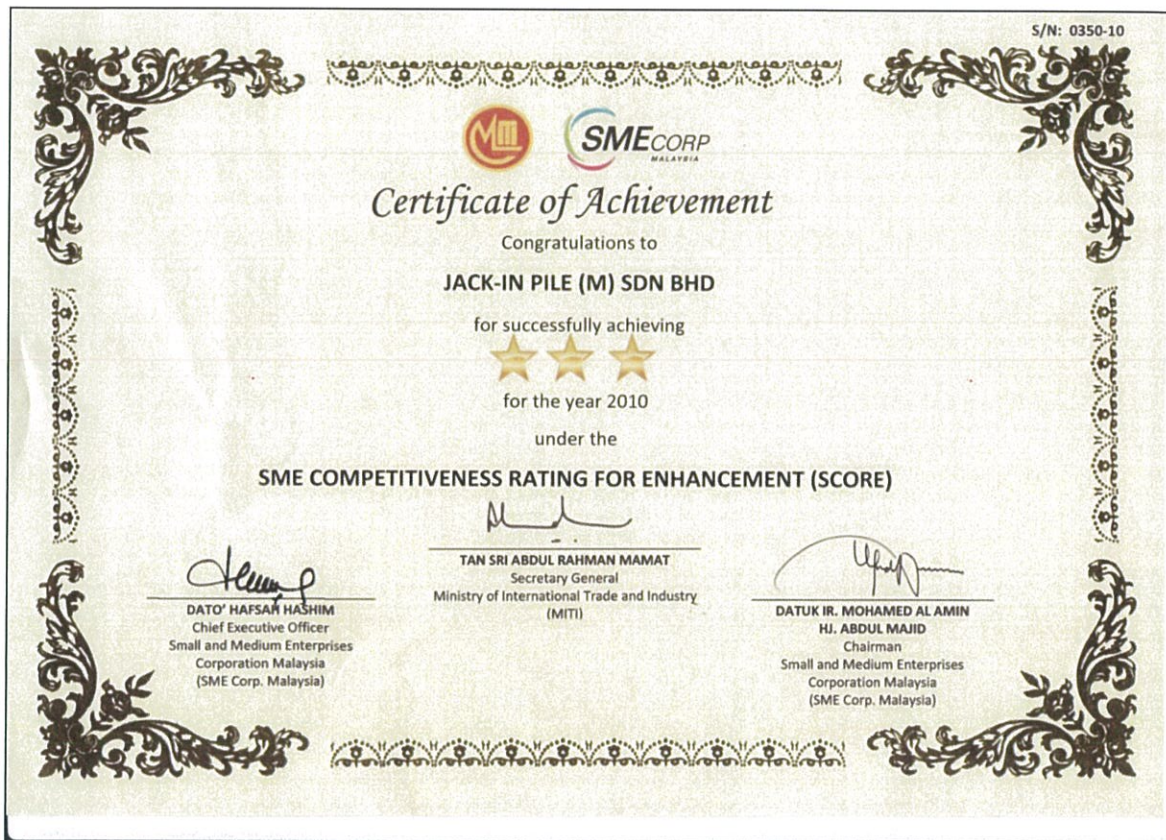 S/N: 0350-10
SMECORP
MALAYSIA
Certificate of Achievement
Congratulations to
JACK-IN PILE (M) SDN BHD
for successfully achieving
for the year 2010
under the
SME COMPETITIVENESS RATING FOR ENHANCEMENT (SCORE)
TAN SRI ABDUL RAHMAN MAMAT
Secretary General
Ministry of International Trade and Industry
(MITI)
DATO' HAFSAH HASHIM
Chief Executive Officer
Small and Medium Enterprises
Corporation Malaysia
(SME Corp. Malaysia)
DATUK IR. MOHAMED AL AMIN
HJ. ABDUL MAJID
Chairman
Small and Medium Enterprises
Corporation Malaysia
(SME Corp. Malaysia)